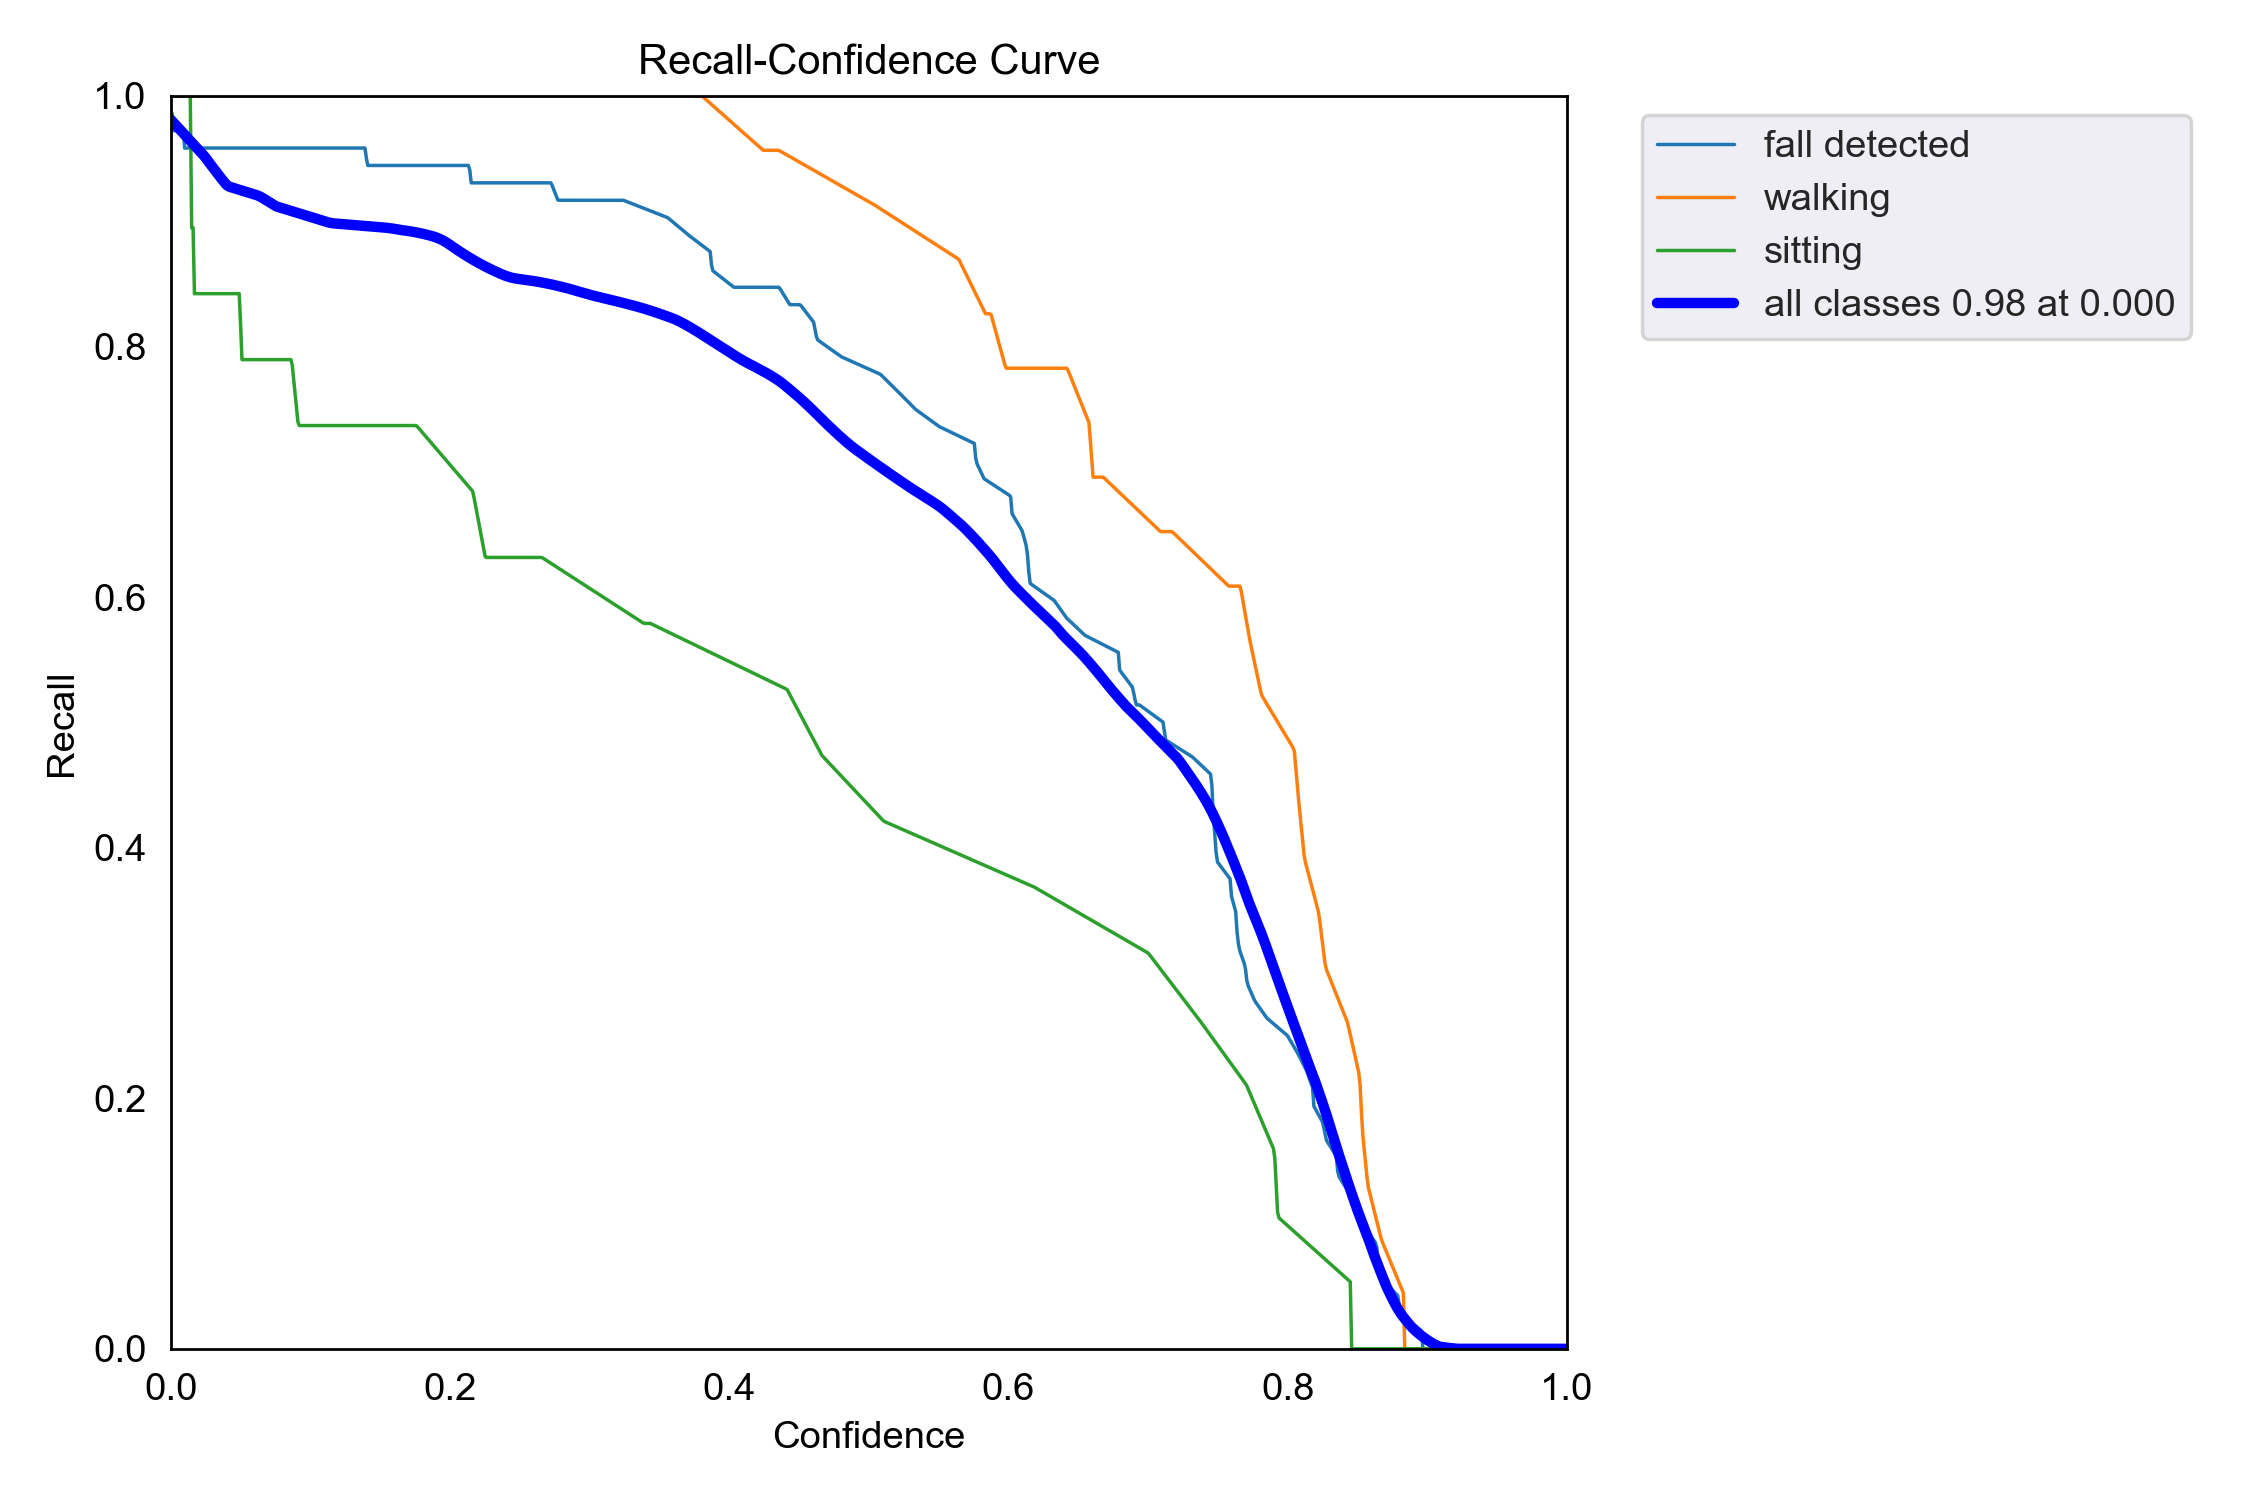 Recall-Confidence Curve
1.0
0.8
0.6
0.4
0.2
0.0
Recall
0.0 0.2 0.4 0.6 0.8 1.0
Confidence
fall detected
walking
sitting
all classes 0.98 at 0.000